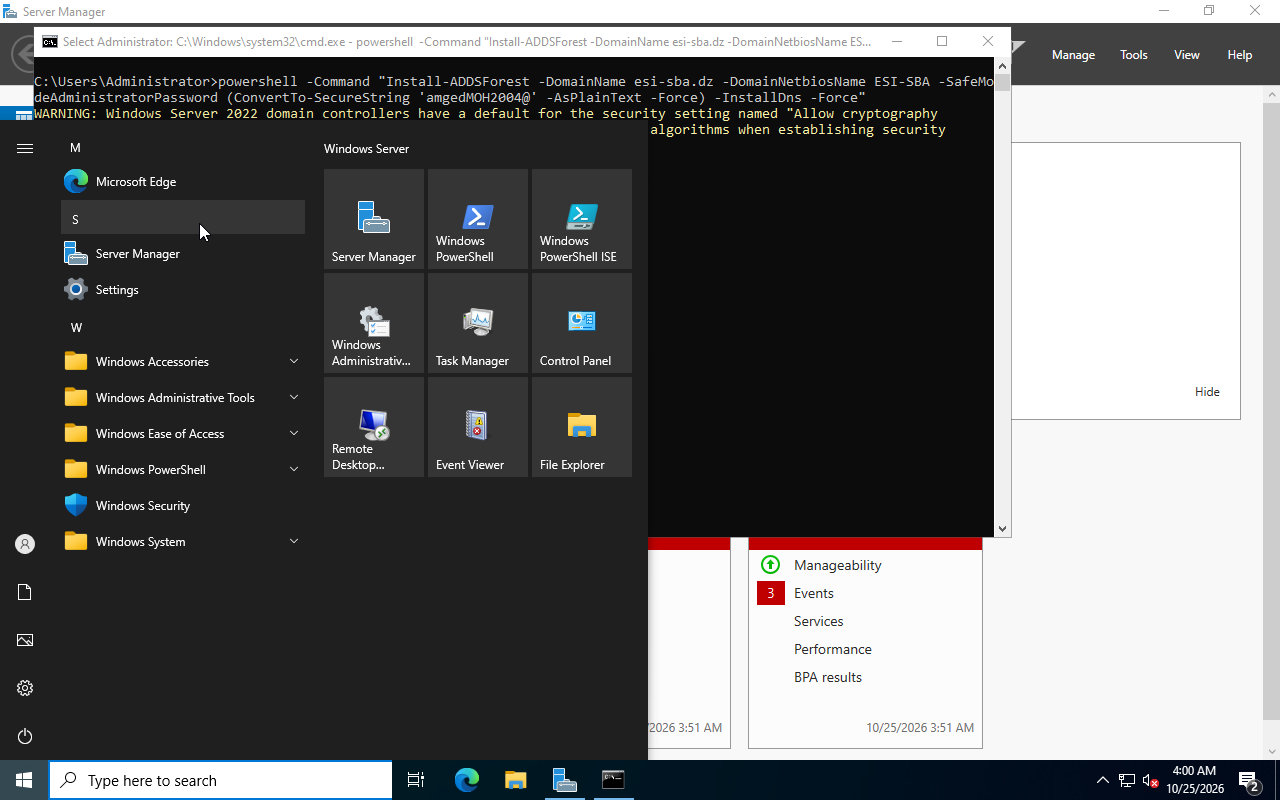 Server Manager
Select Administrator: C:\Windows\system32\cmd.exe - powershell -Command "Install-ADDSForest -DomainName esi-sba.dz -DomainNetbiosName ES...
Manage Tools View Help
C:\Users\Administrator>powershell -Command "Install-ADDSForest -DomainName esi-sba.dz -DomainNetbiosName ESI-SBA -SafeMo
deAdministratorPassword (ConvertTo-SecureString 'amgedMOH2004@' -AsPlainText -Force) -InstallDns -Force"
WARNING: Windows Server 2022 domain controllers have a default for the security setting named "Allow cryptography
algorithms when establishing security
M
Microsoft Edge
S
Server Manager
Settings
W
Windows Accessories
Windows Administrative Tools
Windows Ease of Access
Windows PowerShell
Windows Security
Windows System
Windows Server
Server Manager
Windows PowerShell
Windows PowerShell ISE
Windows Administrativ...
Task Manager
Control Panel
Remote Desktop...
Event Viewer
File Explorer
Hide
Manageability
3 Events
Services
Performance
BPA results
/2026 3:51 AM
10/25/2026 3:51 AM
Type here to search
4:00 AM
10/25/2026
2